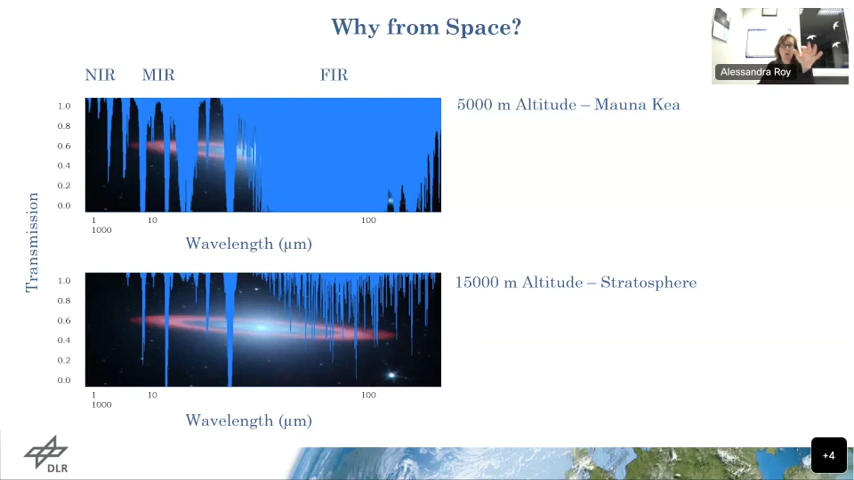 Why from Space?
Alessandra Roy
NIR MIR FIR
5000 m Altitude – Mauna Kea
1.0
0.8
0.6
0.4
0.2
0.0
1 10 100
1000
Wavelength (µm)
Transmission
15000 m Altitude – Stratosphere
1.0
0.8
0.6
0.4
0.2
0.0
1 10 100
1000
Wavelength (µm)
DLR
+4